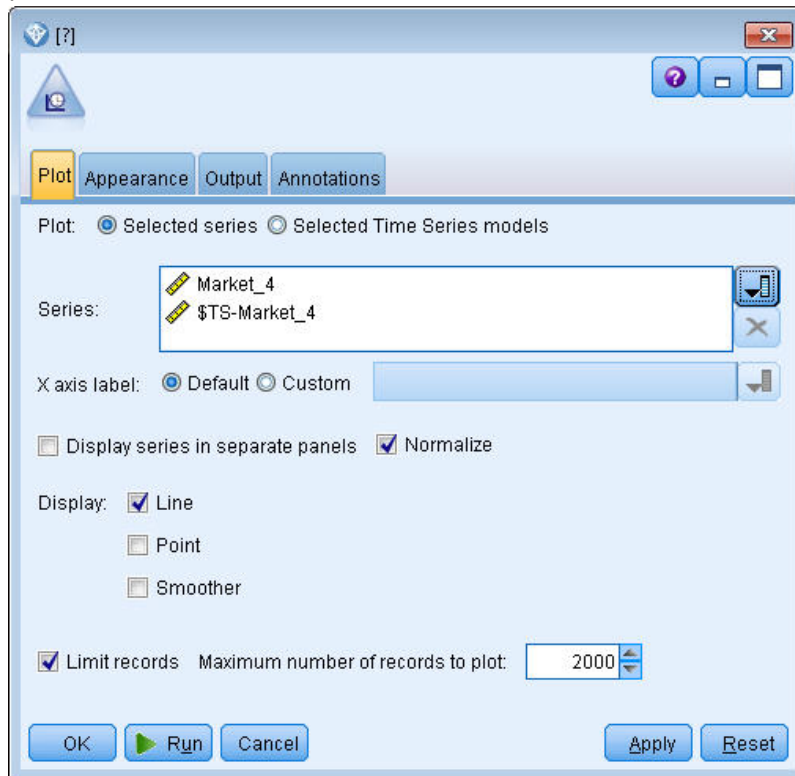 [?]
Plot Appearance Output Annotations
Plot: Selected series Selected Time Series models
Series:
Market_4
$TS-Market_4
X axis label: Default Custom
Display series in separate panels Normalize
Display: Line
Point
Smoother
Limit records Maximum number of records to plot: 2000
OK Run Cancel Apply Reset